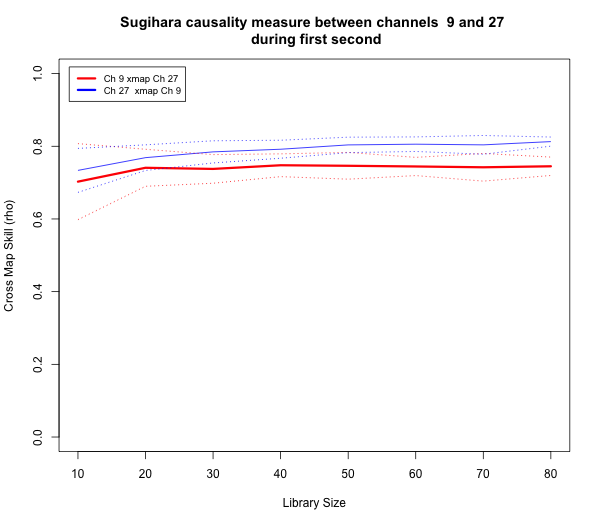 Sugihara causality measure between channels  9 and 27
during first second
Ch 9 xmap Ch 27
Ch 27  xmap Ch 9
Cross Map Skill (rho)
1.0
0.8
0.6
0.4
0.2
0.0
10 20 30 40 50 60 70 80
Library Size